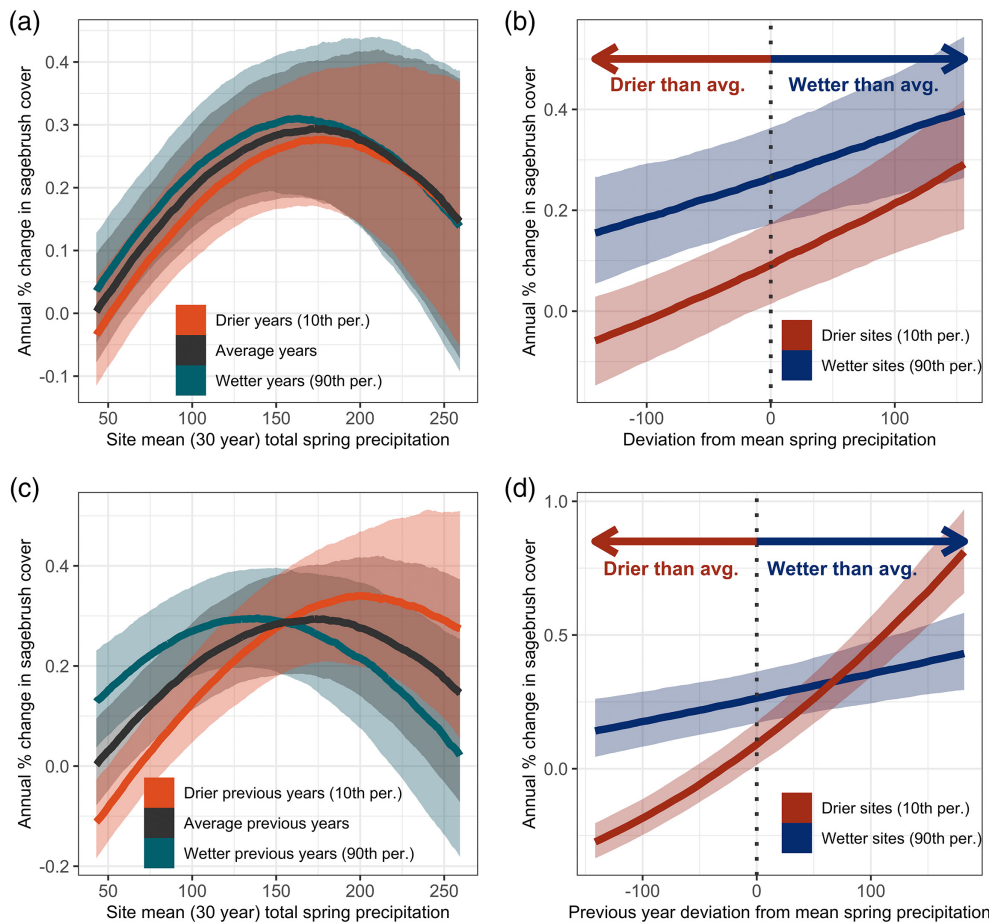 (a)
Annual % change in sagebrush cover
0.4
0.3
0.2
0.1
0.0
-0.1
Drier years (10th per.)
Average years
Wetter years (90th per.)
50 100 150 200 250
Site mean (30 year) total spring precipitation
(b)
Annual % change in sagebrush cover
0.4
0.2
0.0
Drier than avg. Wetter than avg.
Drier sites (10th per.)
Wetter sites (90th per.)
-100 0 100
Deviation from mean spring precipitation
(c)
Annual % change in sagebrush cover
0.4
0.2
0.0
-0.2
Drier previous years (10th per.)
Average previous years
Wetter previous years (90th per.)
50 100 150 200 250
Site mean (30 year) total spring precipitation
(d)
Annual % change in sagebrush cover
1.0
0.5
0.0
Drier than avg. Wetter than avg.
Drier sites (10th per.)
Wetter sites (90th per.)
-100 0 100
Previous year deviation from mean spring precipitation